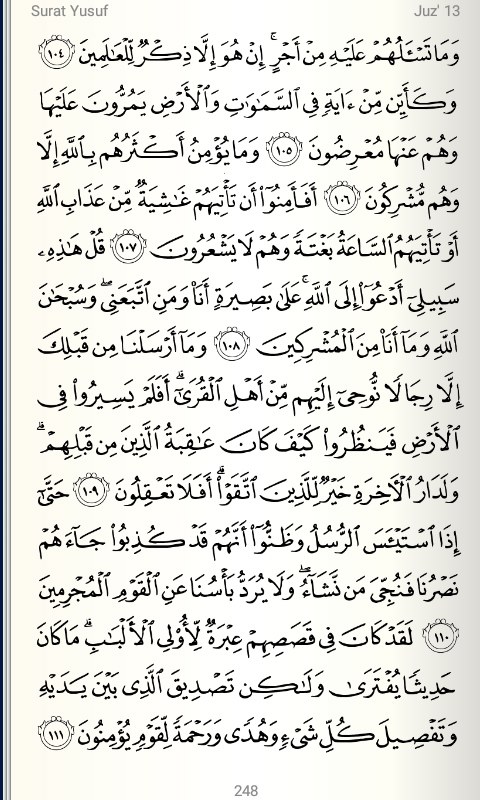 Surat Yusuf
Juz' 13
وَمَا تَسْـَٔلُهُمْ عَلَيْهِ مِنْ أَجْرٍ ۚ إِنْ هُوَ إِلَّا ذِكْرٌ لِّلْعَـٰلَمِينَ ١٠٤
وَكَأَيِّن مِّنْ ءَايَةٍ فِى ٱلسَّمَـٰوَٰتِ وَٱلْأَرْضِ يَمُرُّونَ عَلَيْهَا
وَهُمْ عَنْهَا مُعْرِضُونَ ١٠٥ وَمَا يُؤْمِنُ أَكْثَرُهُم بِٱللَّهِ إِلَّا
وَهُم مُّشْرِكُونَ ١٠٦ أَفَأَمِنُوٓا۟ أَن تَأْتِيَهُمْ غَـٰشِيَةٌ مِّنْ عَذَابِ ٱللَّهِ
أَوْ تَأْتِيَهُمُ ٱلسَّاعَةُ بَغْتَةً وَهُمْ لَا يَشْعُرُونَ ١٠٧ قُلْ هَـٰذِهِۦ
سَبِيلِىٓ أَدْعُوٓا۟ إِلَى ٱللَّهِ ۚ عَلَىٰ بَصِيرَةٍ أَنَا۠ وَمَنِ ٱتَّبَعَنِى ۖ وَسُبْحَـٰنَ
ٱللَّهِ وَمَآ أَنَا۠ مِنَ ٱلْمُشْرِكِينَ ١٠٨ وَمَآ أَرْسَلْنَا مِن قَبْلِكَ
إِلَّا رِجَالًا نُّوحِىٓ إِلَيْهِم مِّنْ أَهْلِ ٱلْقُرَىٰٓ ۗ أَفَلَمْ يَسِيرُوا۟ فِى
ٱلْأَرْضِ فَيَنظُرُوا۟ كَيْفَ كَانَ عَـٰقِبَةُ ٱلَّذِينَ مِن قَبْلِهِمْ ۗ
وَلَدَارُ ٱلْـَٔاخِرَةِ خَيْرٌ لِّلَّذِينَ ٱتَّقَوْا۟ ۗ أَفَلَا تَعْقِلُونَ ١٠٩ حَتَّىٰٓ
إِذَا ٱسْتَيْـَٔسَ ٱلرُّسُلُ وَظَنُّوٓا۟ أَنَّهُمْ قَدْ كُذِبُوا۟ جَآءَهُمْ
نَصْرُنَا فَنُجِّىَ مَن نَّشَآءُ ۖ وَلَا يُرَدُّ بَأْسُنَا عَنِ ٱلْقَوْمِ ٱلْمُجْرِمِينَ
١١٠ لَقَدْ كَانَ فِى قَصَصِهِمْ عِبْرَةٌ لِّأُو۟لِى ٱلْأَلْبَـٰبِ ۗ مَا كَانَ
حَدِيثًا يُفْتَرَىٰ وَلَـٰكِن تَصْدِيقَ ٱلَّذِى بَيْنَ يَدَيْهِ
وَتَفْصِيلَ كُلِّ شَىْءٍ وَهُدًى وَرَحْمَةً لِّقَوْمٍ يُؤْمِنُونَ ١١١
248